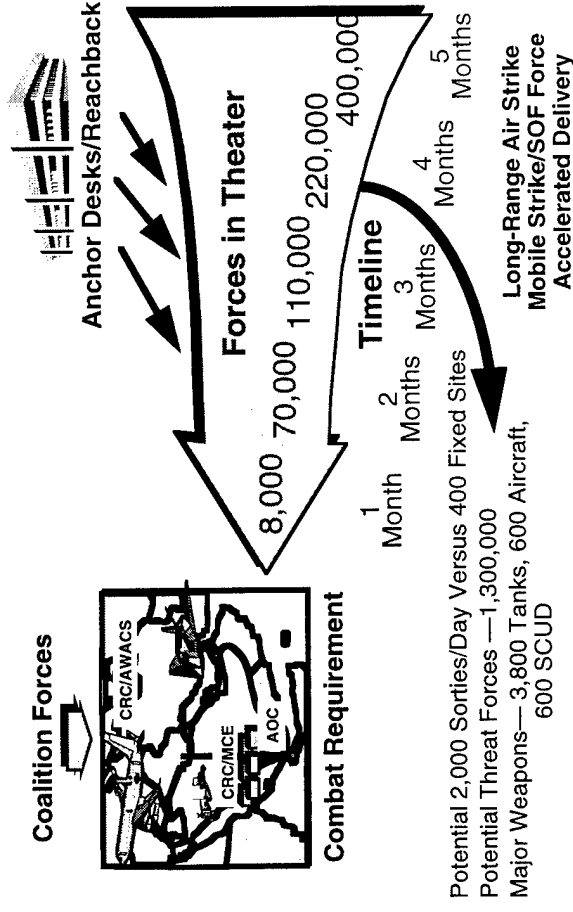 Anchor Desks/Reachback
Coalition Forces
CRC/AWACS
CRC/MCE
AOC
Combat Requirement
Forces in Theater
8,000 70,000 110,000 220,000 400,000
Timeline
1
Month
2
Months
3
Months
4
Months
5
Months
Long-Range Air Strike
Mobile Strike/SOF Force
Accelerated Delivery
Potential 2,000 Sorties/Day Versus 400 Fixed Sites
Potential Threat Forces —1,300,000
Major Weapons— 3,800 Tanks, 600 Aircraft,
600 SCUD